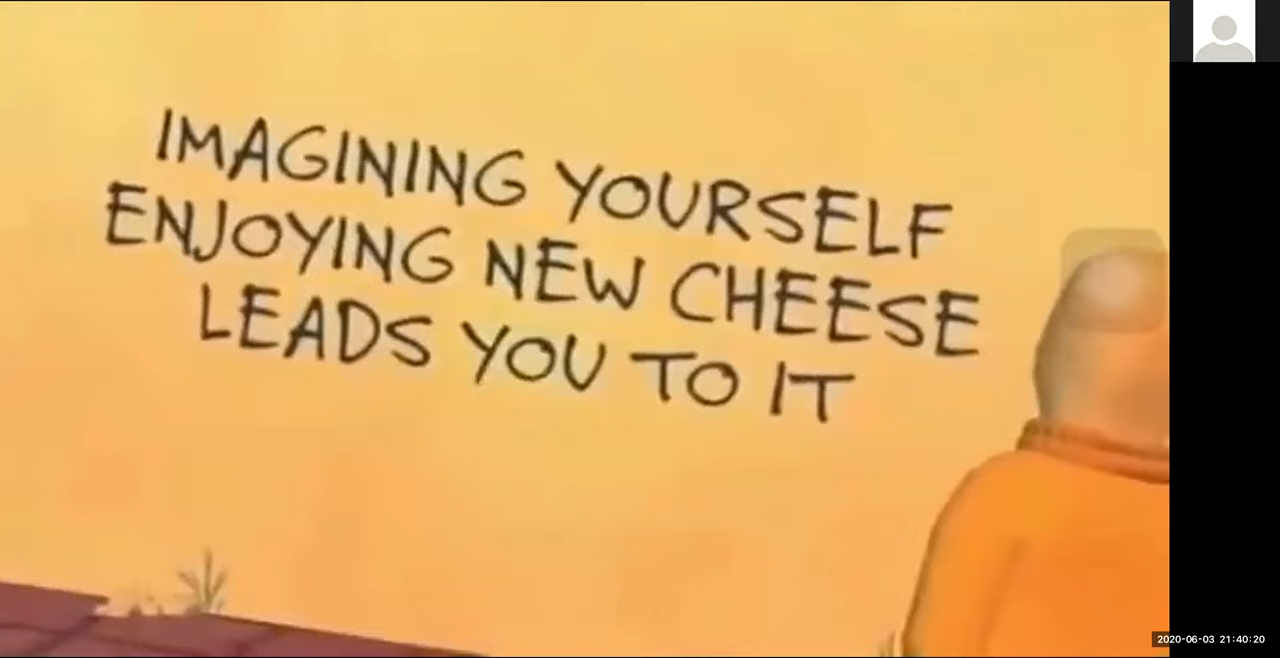 IMAGINING YOURSELF
ENJOYING NEW CHEESE
LEADS YOU TO IT
2020-06-03 21:40:20